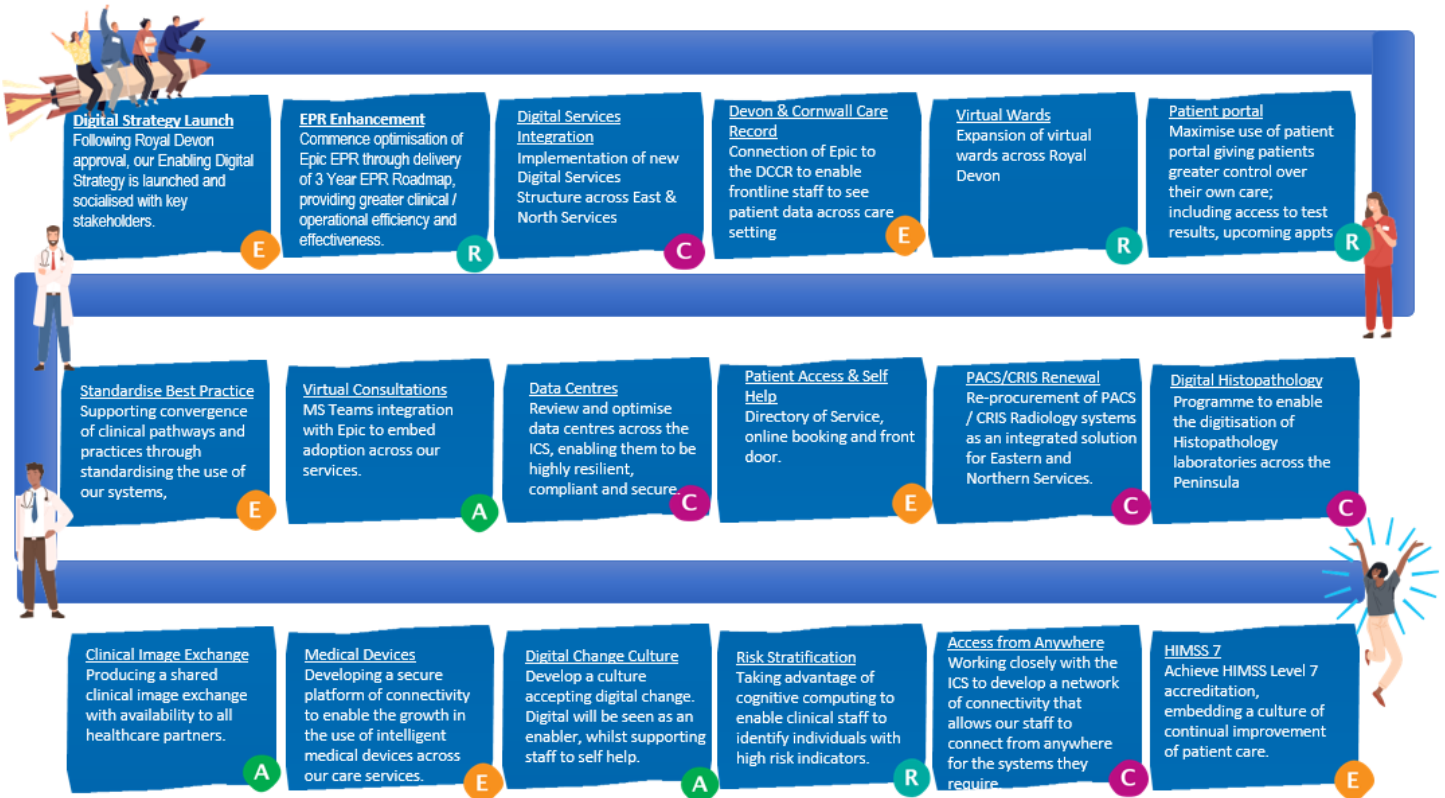 Digital Strategy Launch
Following Royal Devon
approval, our Enabling Digital
Strategy is launched and
socialised with key
stakeholders.
E
EPR Enhancement
Commence optimisation of
Epic EPR through delivery
of 3 Year EPR Roadmap,
providing greater clinical /
operational efficiency and
effectiveness.
R
Digital Services
Integration
Implementation of new
Digital Services
Structure across East &
North Services
C
Devon & Cornwall Care
Record
Connection of Epic to
the DCCR to enable
frontline staff to see
patient data across care
setting
E
Virtual Wards
Expansion of virtual
wards across Royal
Devon
R
Patient portal
Maximise use of patient
portal giving patients
greater control over
their own care;
including access to test
results, upcoming appts
R
Standardise Best Practice
Supporting convergence
of clinical pathways and
practices through
standardising the use of
our systems,
E
Virtual Consultations
MS Teams integration
with Epic to embed
adoption across our
services.
A
Data Centres
Review and optimise
data centres across the
ICS, enabling them to be
highly resilient,
compliant and secure.
C
Patient Access & Self
Help
Directory of Service,
online booking and front
door.
E
PACS/CRIS Renewal
Re-procurement of PACS
/ CRIS Radiology systems
as an integrated solution
for Eastern and
Northern Services.
C
Digital Histopathology
Programme to enable
the digitisation of
Histopathology
laboratories across the
Peninsula
C
Clinical Image Exchange
Producing a shared
clinical image exchange
with availability to all
healthcare partners.
A
Medical Devices
Developing a secure
platform of connectivity
to enable the growth in
the use of intelligent
medical devices across
our care services.
E
Digital Change Culture
Develop a culture
accepting digital change.
Digital will be seen as an
enabler, whilst supporting
staff to self help.
A
Risk Stratification
Taking advantage of
cognitive computing to
enable clinical staff to
identify individuals with
high risk indicators.
R
Access from Anywhere
Working closely with the
ICS to develop a network
of connectivity that
allows our staff to
connect from anywhere
for the systems they
require
C
HIMSS 7
Achieve HIMSS Level 7
accreditation,
embedding a culture of
continual improvement
of patient care.
E